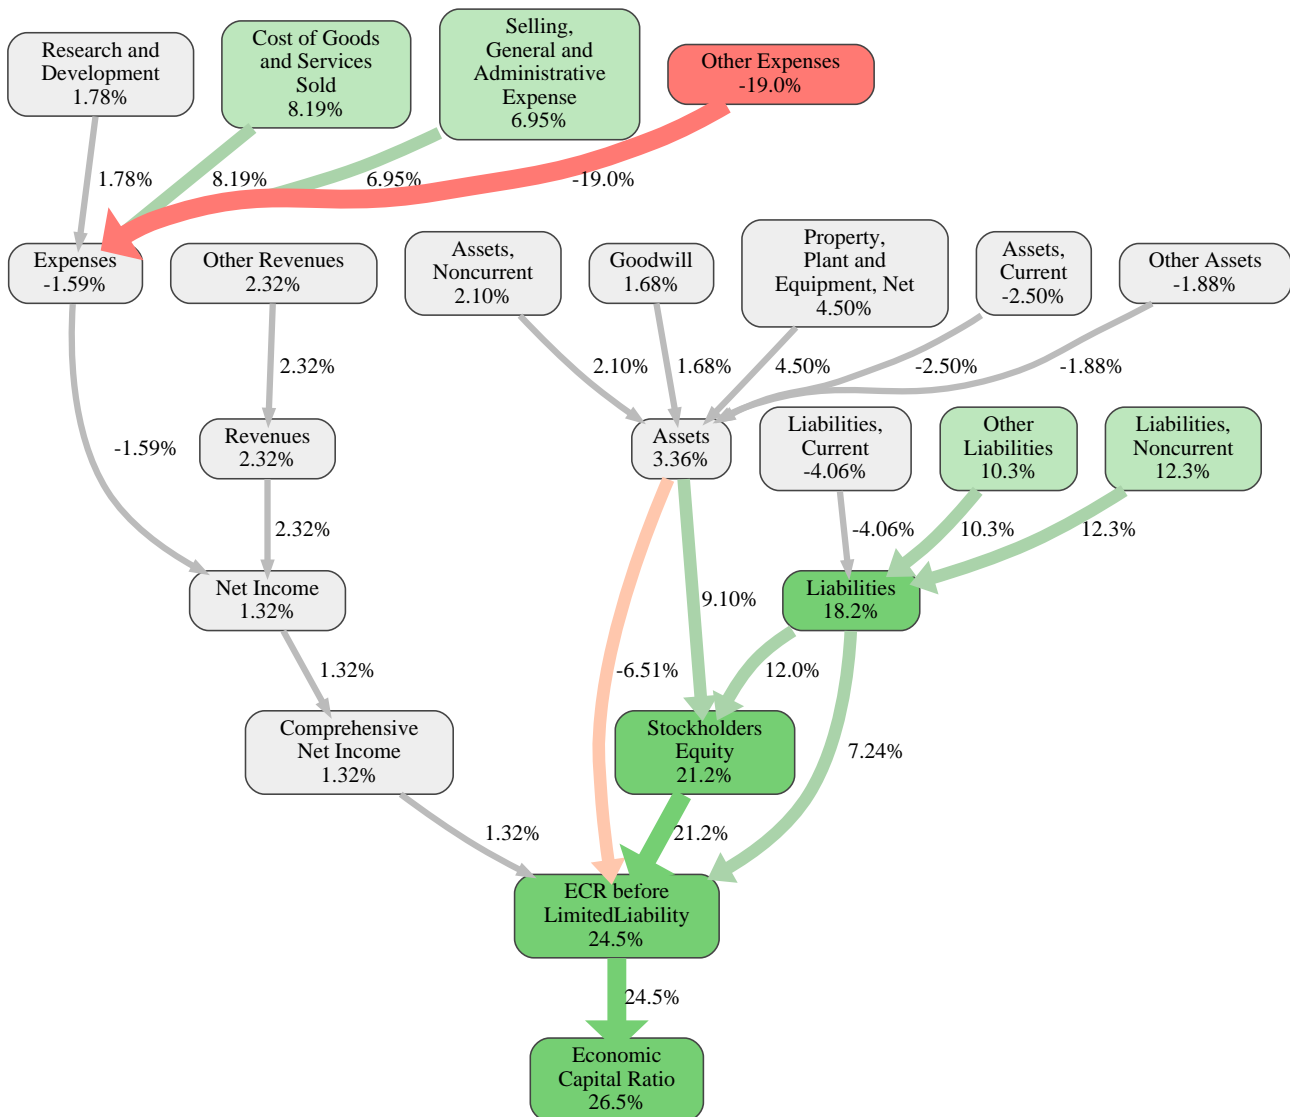 Research and
Development
1.78%
Cost of Goods
and Services
Sold
8.19%
Selling,
General and
Administrative
Expense
6.95%
Other Expenses
-19.0%
1.78%
8.19%
6.95%
-19.0%
Expenses
-1.59%
Other Revenues
2.32%
Assets,
Noncurrent
2.10%
Goodwill
1.68%
Property,
Plant and
Equipment, Net
4.50%
Assets,
Current
-2.50%
Other Assets
-1.88%
2.32%
2.10%
1.68%
4.50%
-2.50%
-1.88%
-1.59%
Revenues
2.32%
Assets
3.36%
Liabilities,
Current
-4.06%
Other
Liabilities
10.3%
Liabilities,
Noncurrent
12.3%
2.32%
-4.06%
10.3%
12.3%
Net Income
1.32%
9.10%
Liabilities
18.2%
1.32%
-6.51%
12.0%
Comprehensive
Net Income
1.32%
Stockholders
Equity
21.2%
7.24%
1.32%
21.2%
ECR before
LimitedLiability
24.5%
24.5%
Economic
Capital Ratio
26.5%